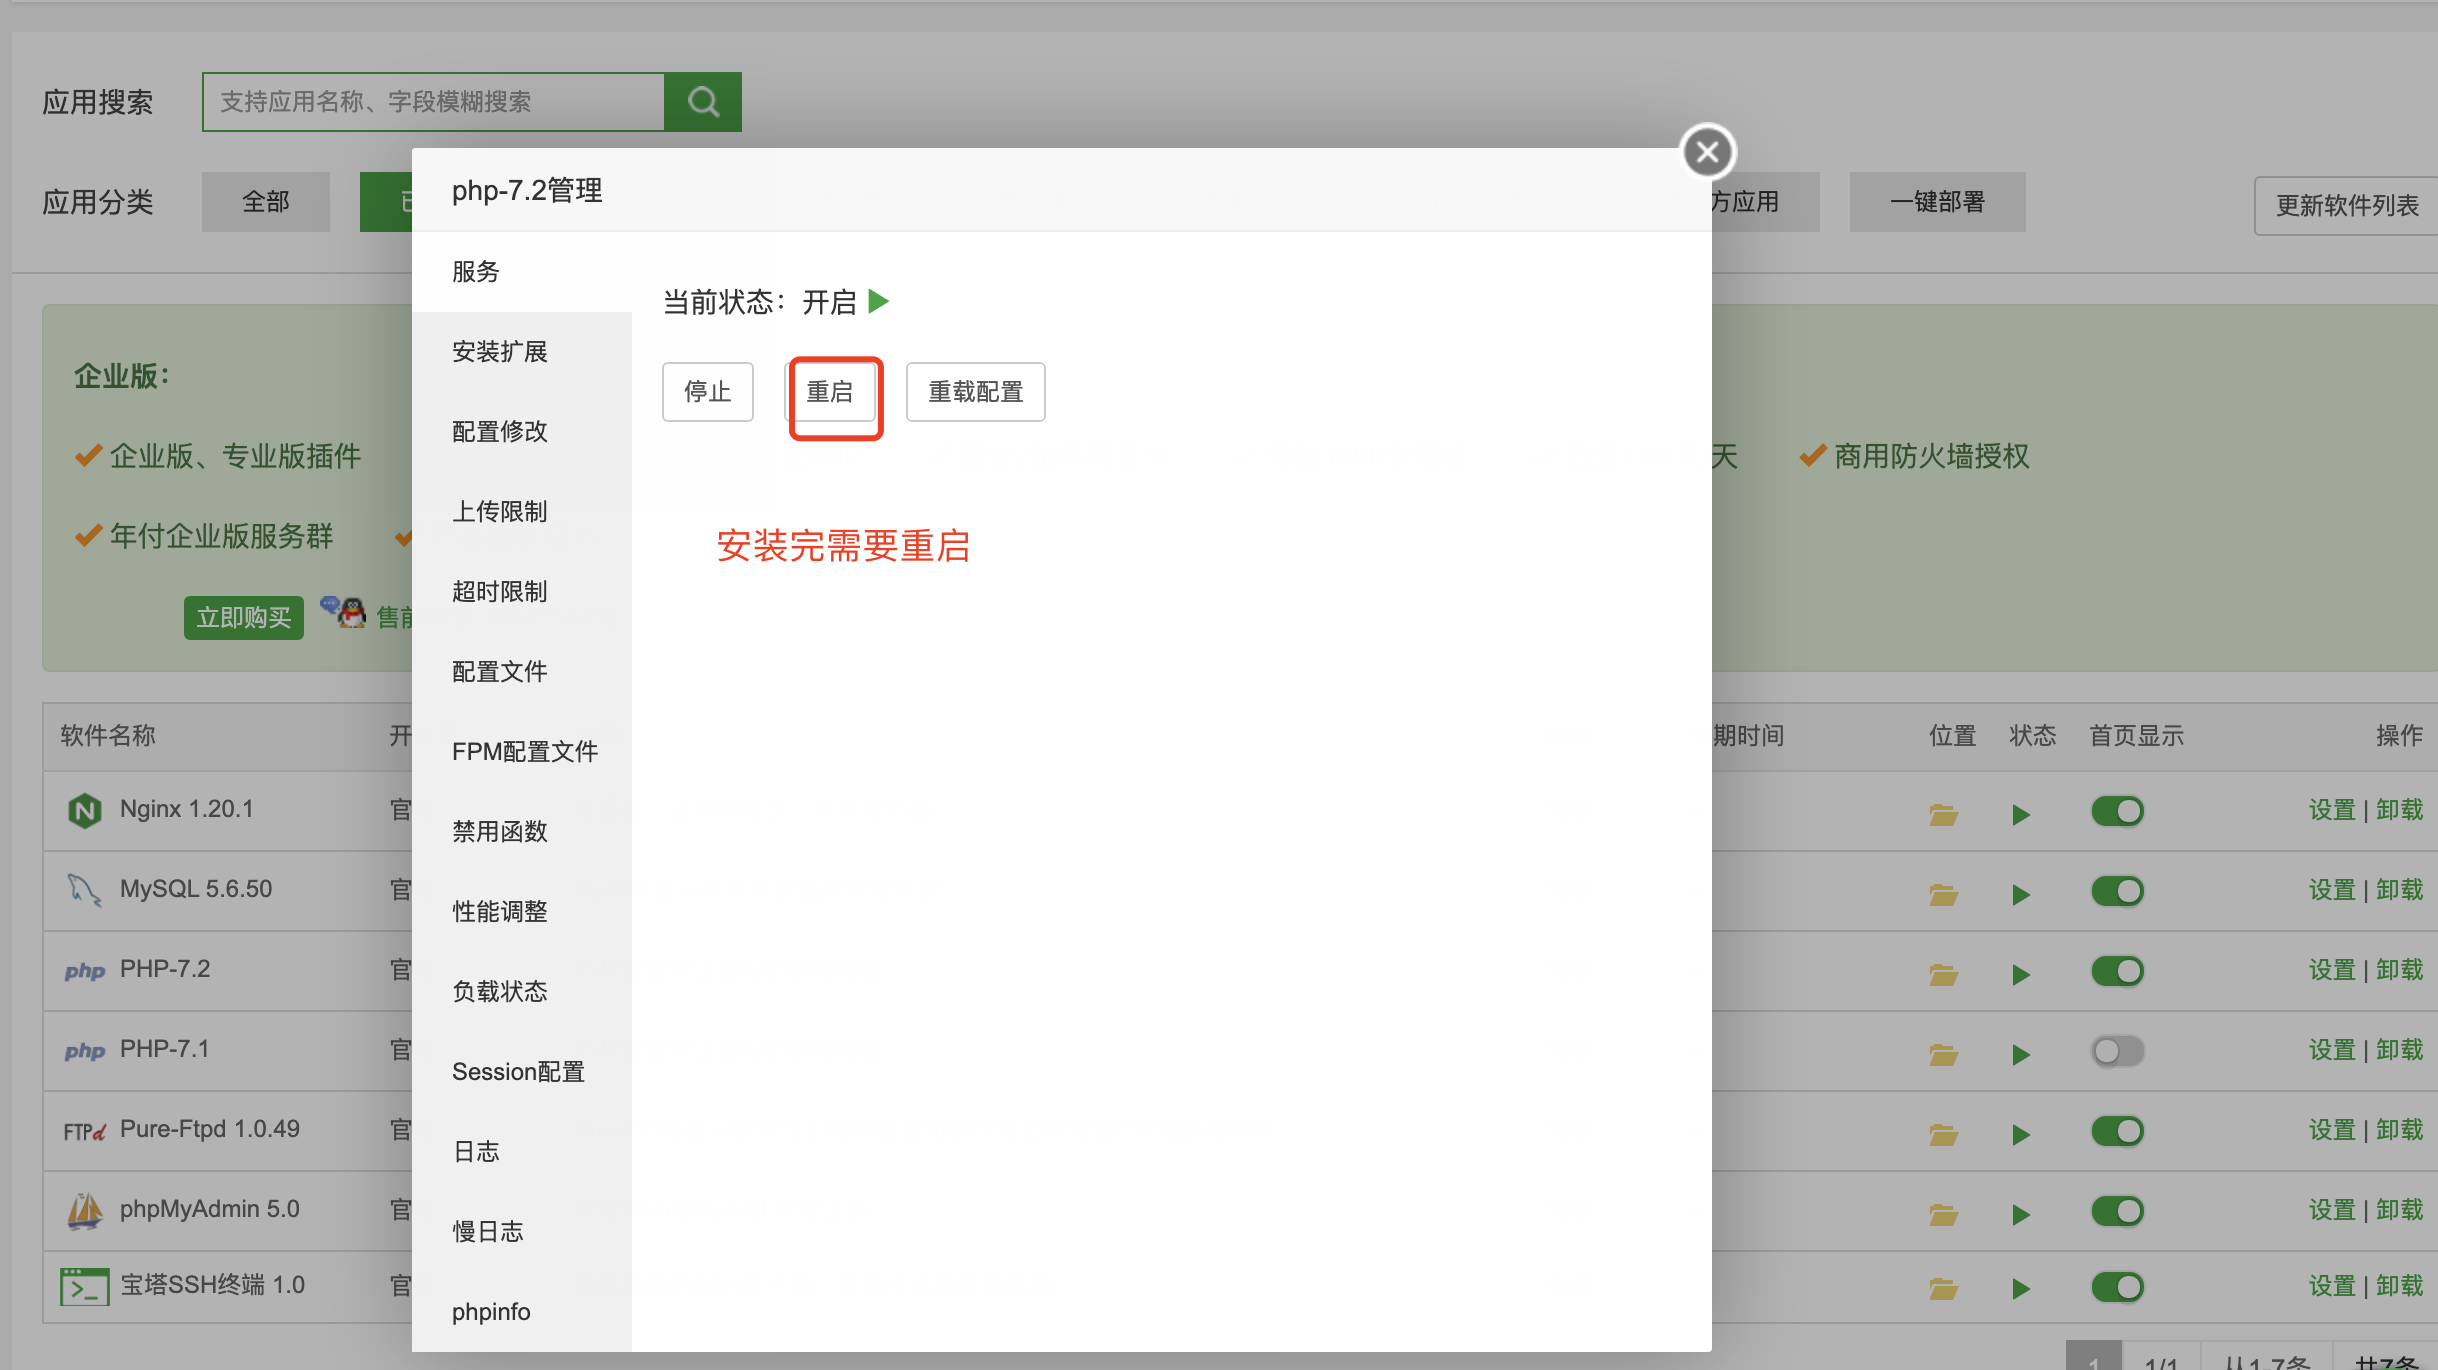 应用搜索 支持应用名称、字段模糊搜索
应用分类 全部 方应用 一键部署 更新软件列表
php-7.2管理
服务
安装扩展
配置修改
上传限制
超时限制
配置文件
FPM配置文件
禁用函数
性能调整
负载状态
Session配置
日志
慢日志
phpinfo
当前状态：开启
停止 重启 重载配置
安装完需要重启
企业版：
企业版、专业版插件 天 商用防火墙授权
年付企业版服务群
立即购买 售前
软件名称 开 期时间 位置 状态 首页显示 操作
Nginx 1.20.1 官 设置 | 卸载
MySQL 5.6.50 官 设置 | 卸载
php PHP-7.2 官 设置 | 卸载
php PHP-7.1 官 设置 | 卸载
FTPd Pure-Ftpd 1.0.49 官 设置 | 卸载
phpMyAdmin 5.0 官 设置 | 卸载
宝塔SSH终端 1.0 官 设置 | 卸载
1 1/1 从1-7条 共7条